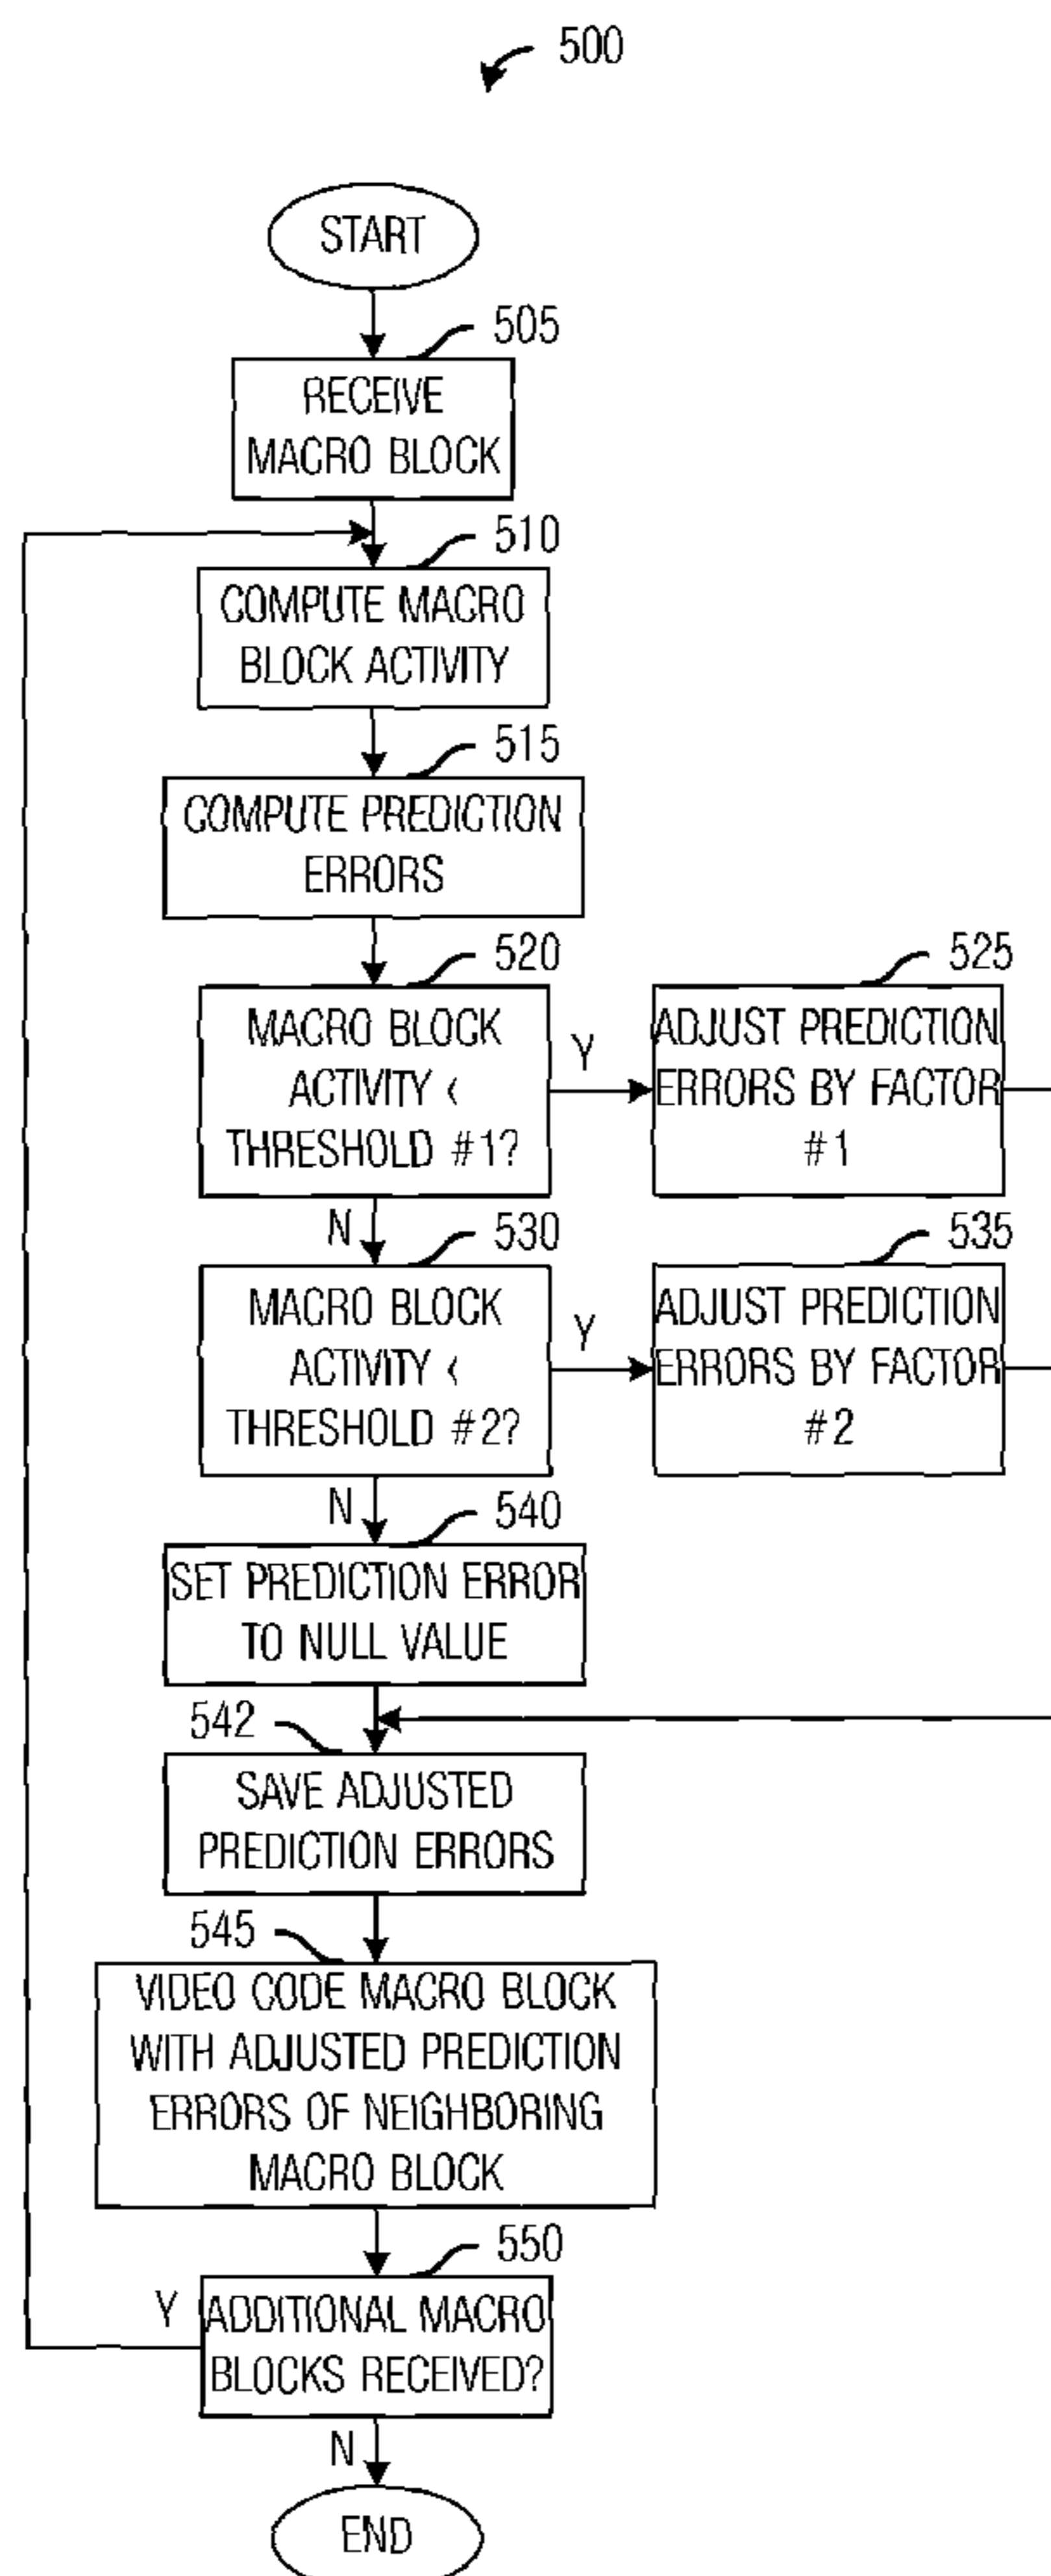 500
START
505
RECEIVE
MACRO BLOCK
510
COMPUTE MACRO
BLOCK ACTIVITY
515
COMPUTE PREDICTION
ERRORS
520
MACRO BLOCK
ACTIVITY <
THRESHOLD #1?
Y
525
ADJUST PREDICTION
ERRORS BY FACTOR
#1
N
530
MACRO BLOCK
ACTIVITY <
THRESHOLD #2?
Y
535
ADJUST PREDICTION
ERRORS BY FACTOR
#2
N
540
SET PREDICTION ERROR
TO NULL VALUE
542
SAVE ADJUSTED
PREDICTION ERRORS
545
VIDEO CODE MACRO BLOCK
WITH ADJUSTED PREDICTION
ERRORS OF NEIGHBORING
MACRO BLOCK
550
Y
ADDITIONAL MACRO
BLOCKS RECEIVED?
N
END